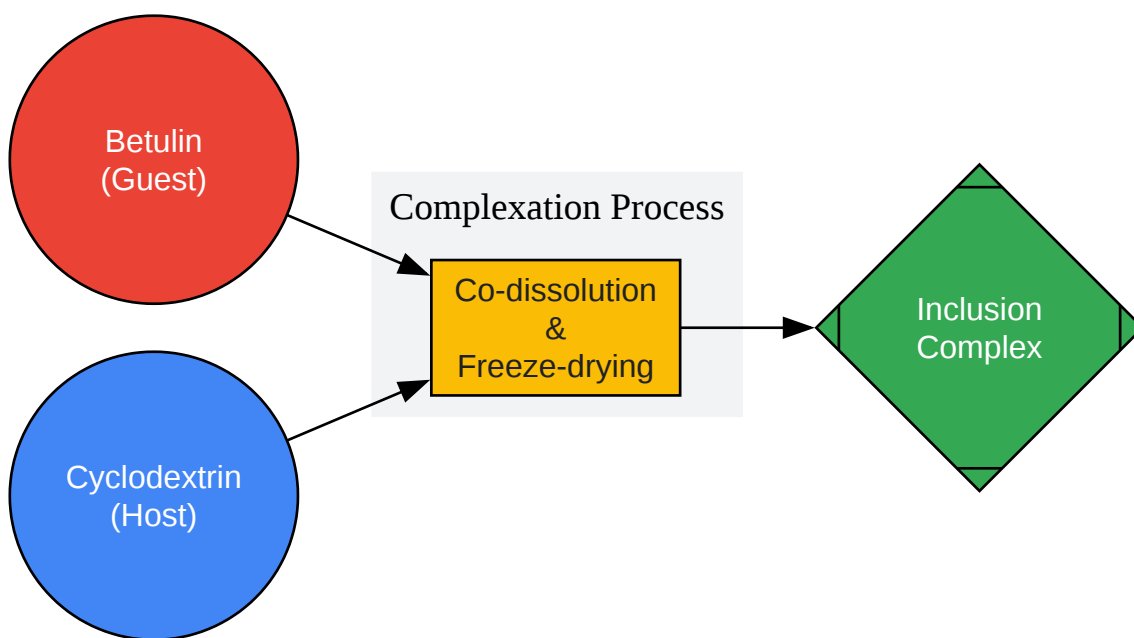 Betulin
(Guest)
Complexation Process
Co-dissolution
&
Freeze-drying
Inclusion
Complex
Cyclodextrin
(Host)